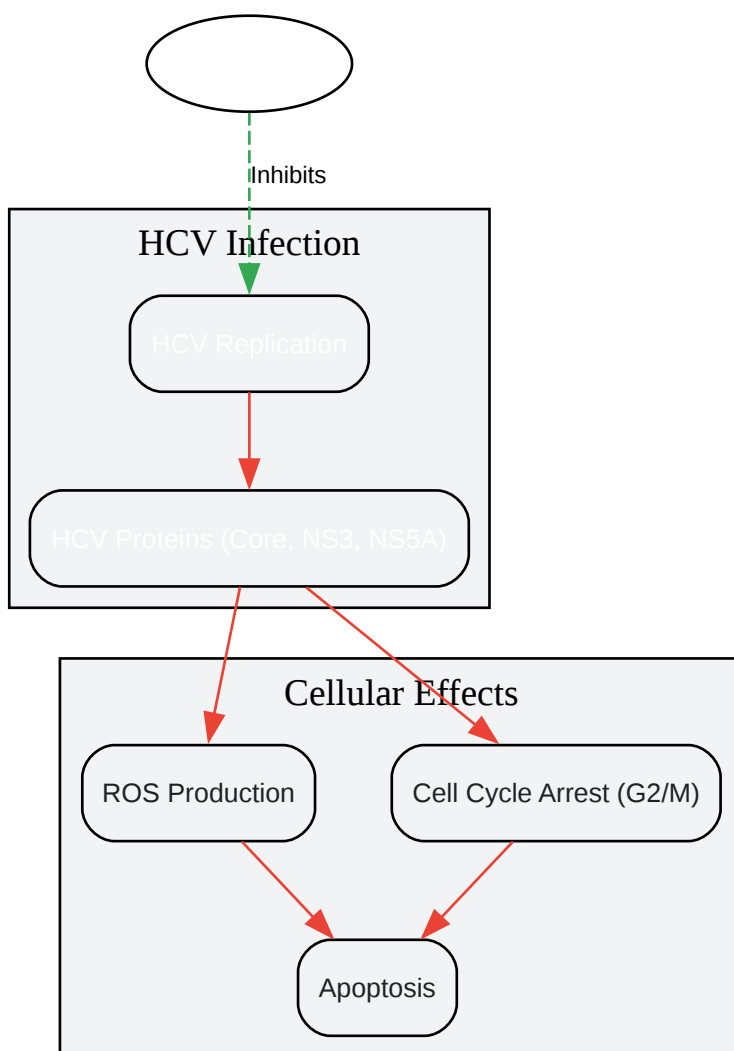 Inhibits
HCV Infection
HCV Replication
HCV Proteins (Core, NS3, NS5A)
Cellular Effects
ROS Production
Cell Cycle Arrest (G2/M)
Apoptosis